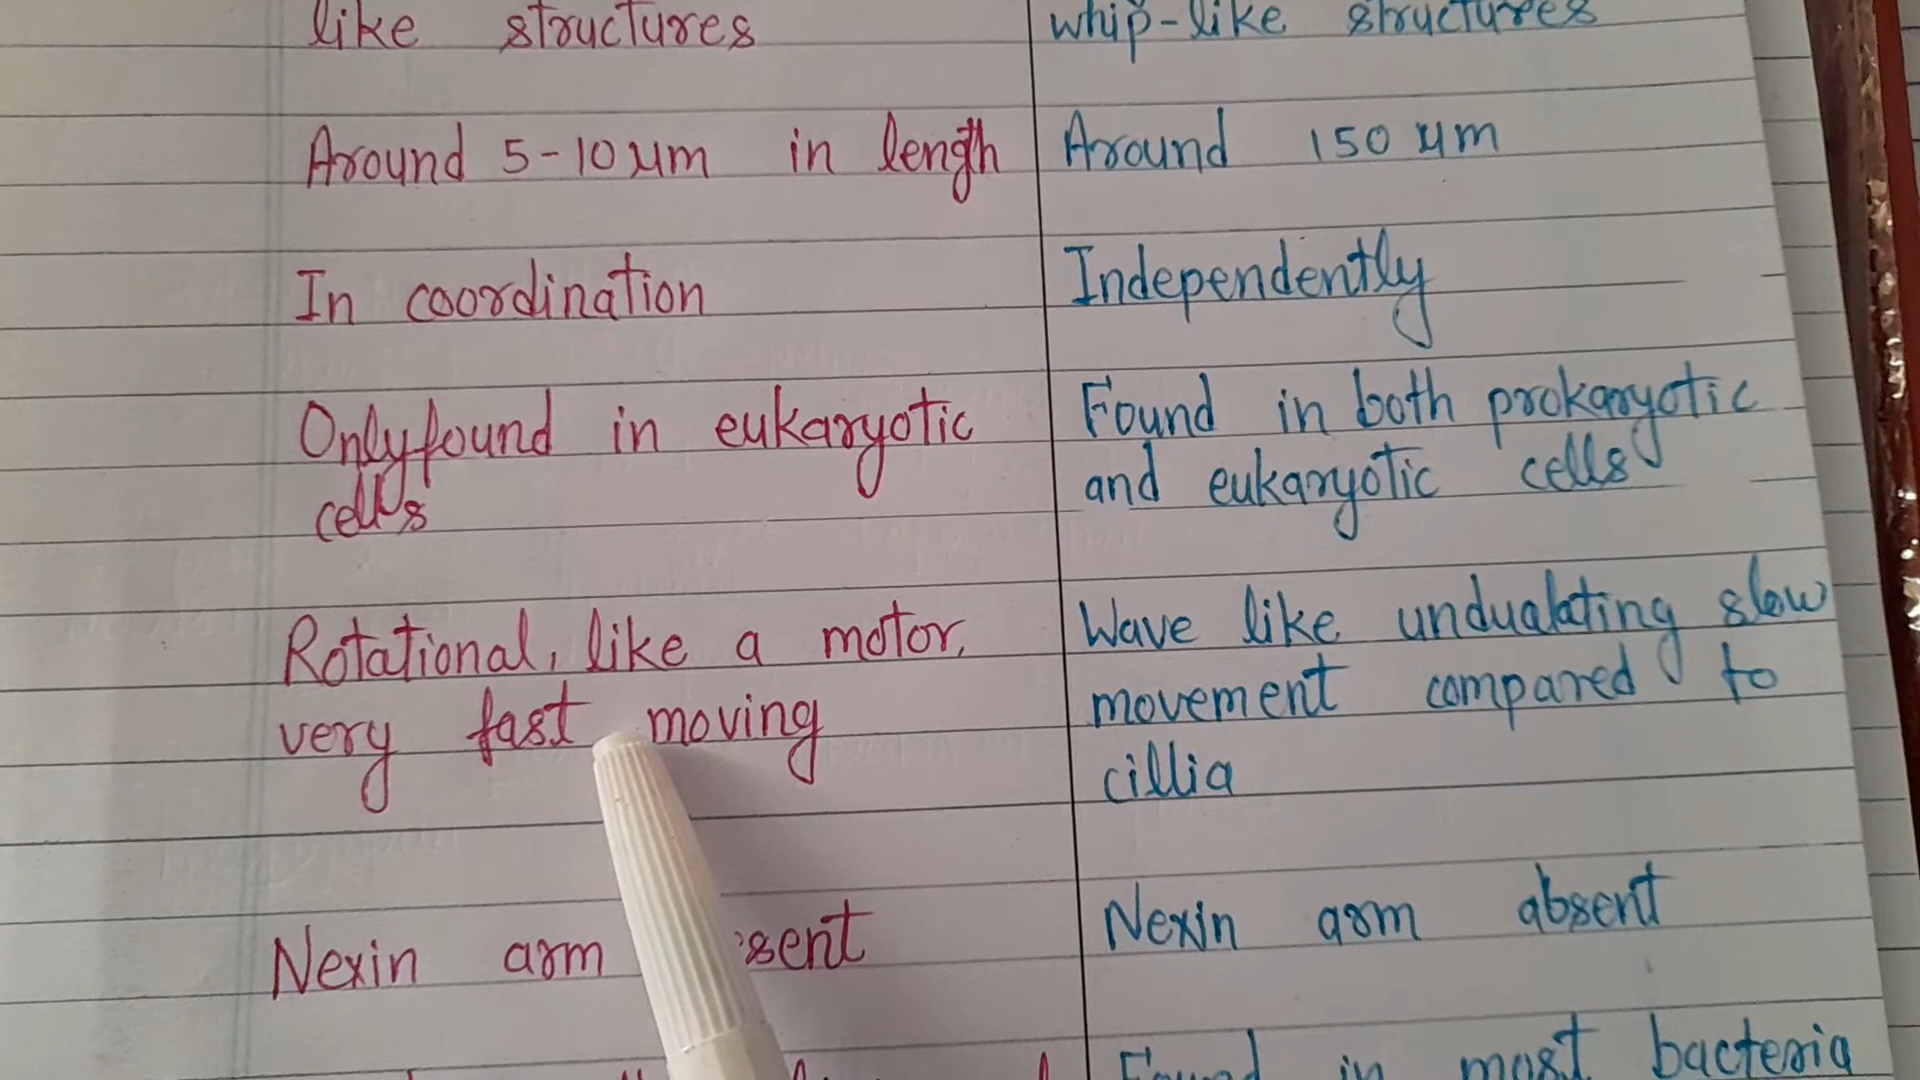 like structures
whip-like structures
Around 5-10 μm in length
Around 150 μm
In coordination
Independently
Only found in eukaryotic
cells
Found in both prokaryotic
and eukaryotic cells
Rotational, like a motor,
very fast moving
Wave like undualating slow
movement compared to
cillia
Nexin arm
Nexin arm absent
Found in most bacteria